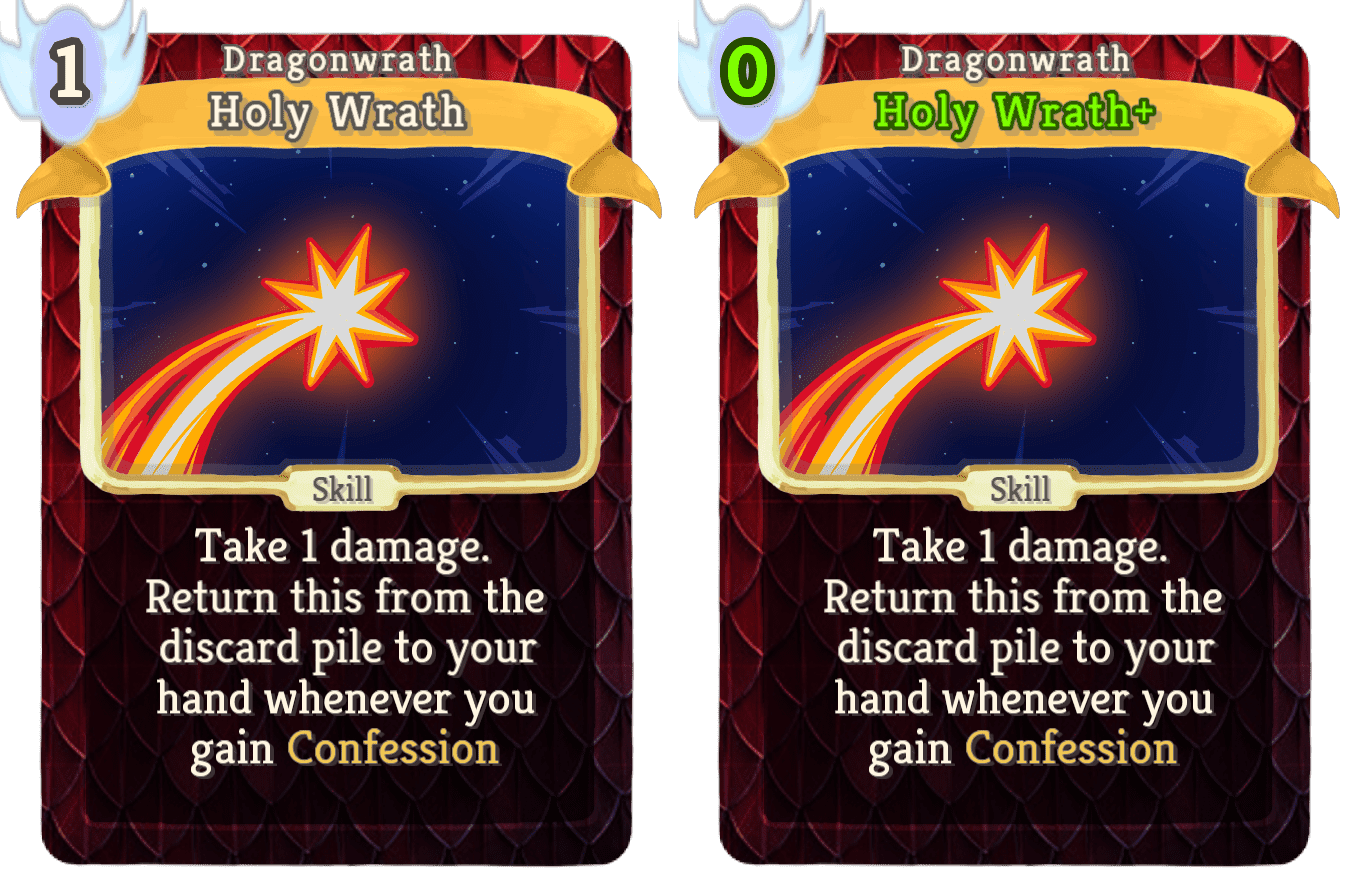 1
Dragonwrath
Holy Wrath
Skill
Take 1 damage.
Return this from the
discard pile to your
hand whenever you
gain Confession
0
Dragonwrath
Holy Wrath+
Skill
Take 1 damage.
Return this from the
discard pile to your
hand whenever you
gain Confession